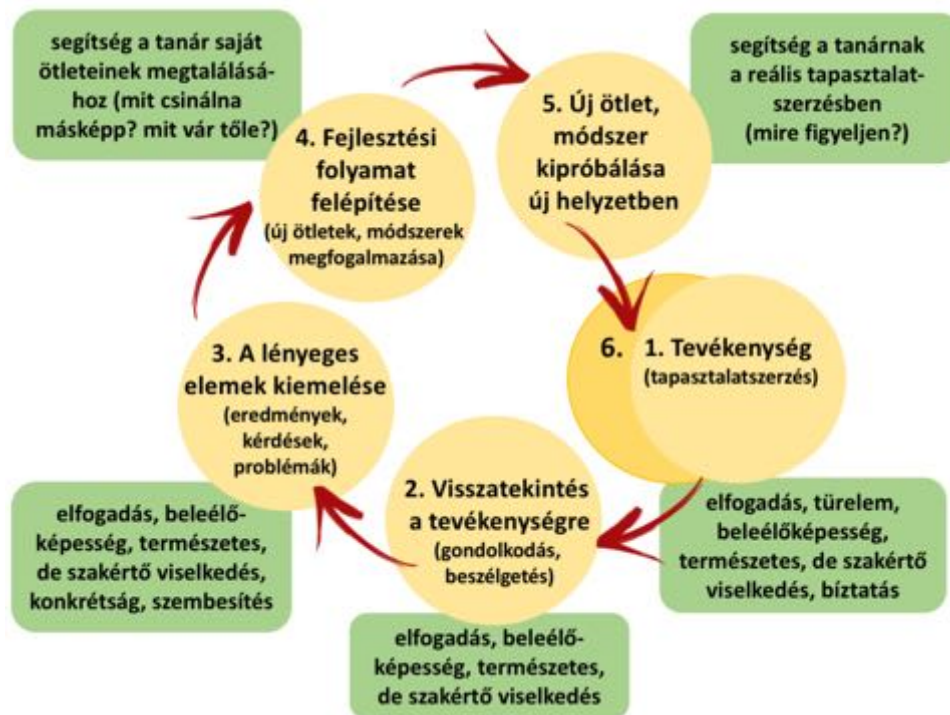 segítség a tanár saját
ötleteinek megtalálásá-
hoz (mit csinálna
másképp? mit vár tőle?)
4. Fejlesztési
folyamat
felépítése
(új ötletek, módszerek
megfogalmazása)
5. Új ötlet,
módszer
kipróbálása
új helyzetben
segítség a tanárnak
a reális tapasztalat-
szerzésben
(mire figyeljen?)
6.
1. Tevékenység
(tapasztalatszerzés)
elfogadás, türelem,
beleélőképesség,
természetes, de szakértő
viselkedés, bíztatás
2. Visszatekintés
a tevékenységre
(gondolkodás,
beszélgetés)
elfogadás, beleélő-
képesség, természetes,
de szakértő viselkedés
3. A lényeges
elemek kiemelése
(eredmények,
kérdések,
problémák)
elfogadás, beleélő-
képesség, természetes,
de szakértő viselkedés,
konkrétság, szembesítés